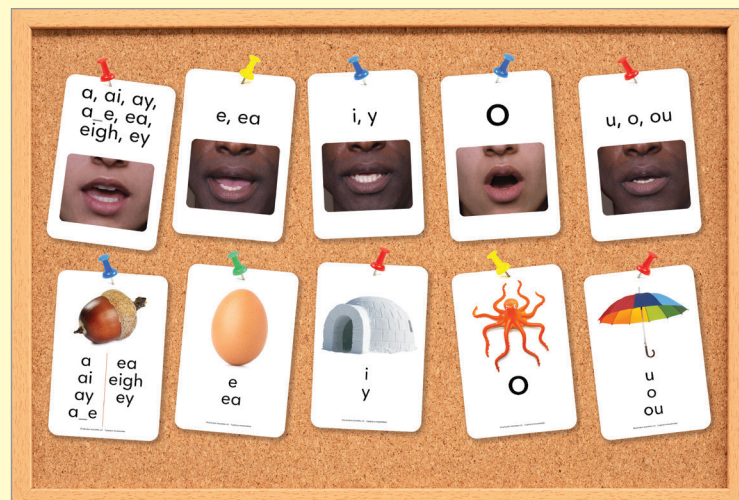 a, ai, ay,
a_e, ea,
eigh, ey
e, ea
i, y
o
u, o, ou
a
ai
ay
a_e
ea
eigh
ey
e
ea
i
y
o
u
o
ou